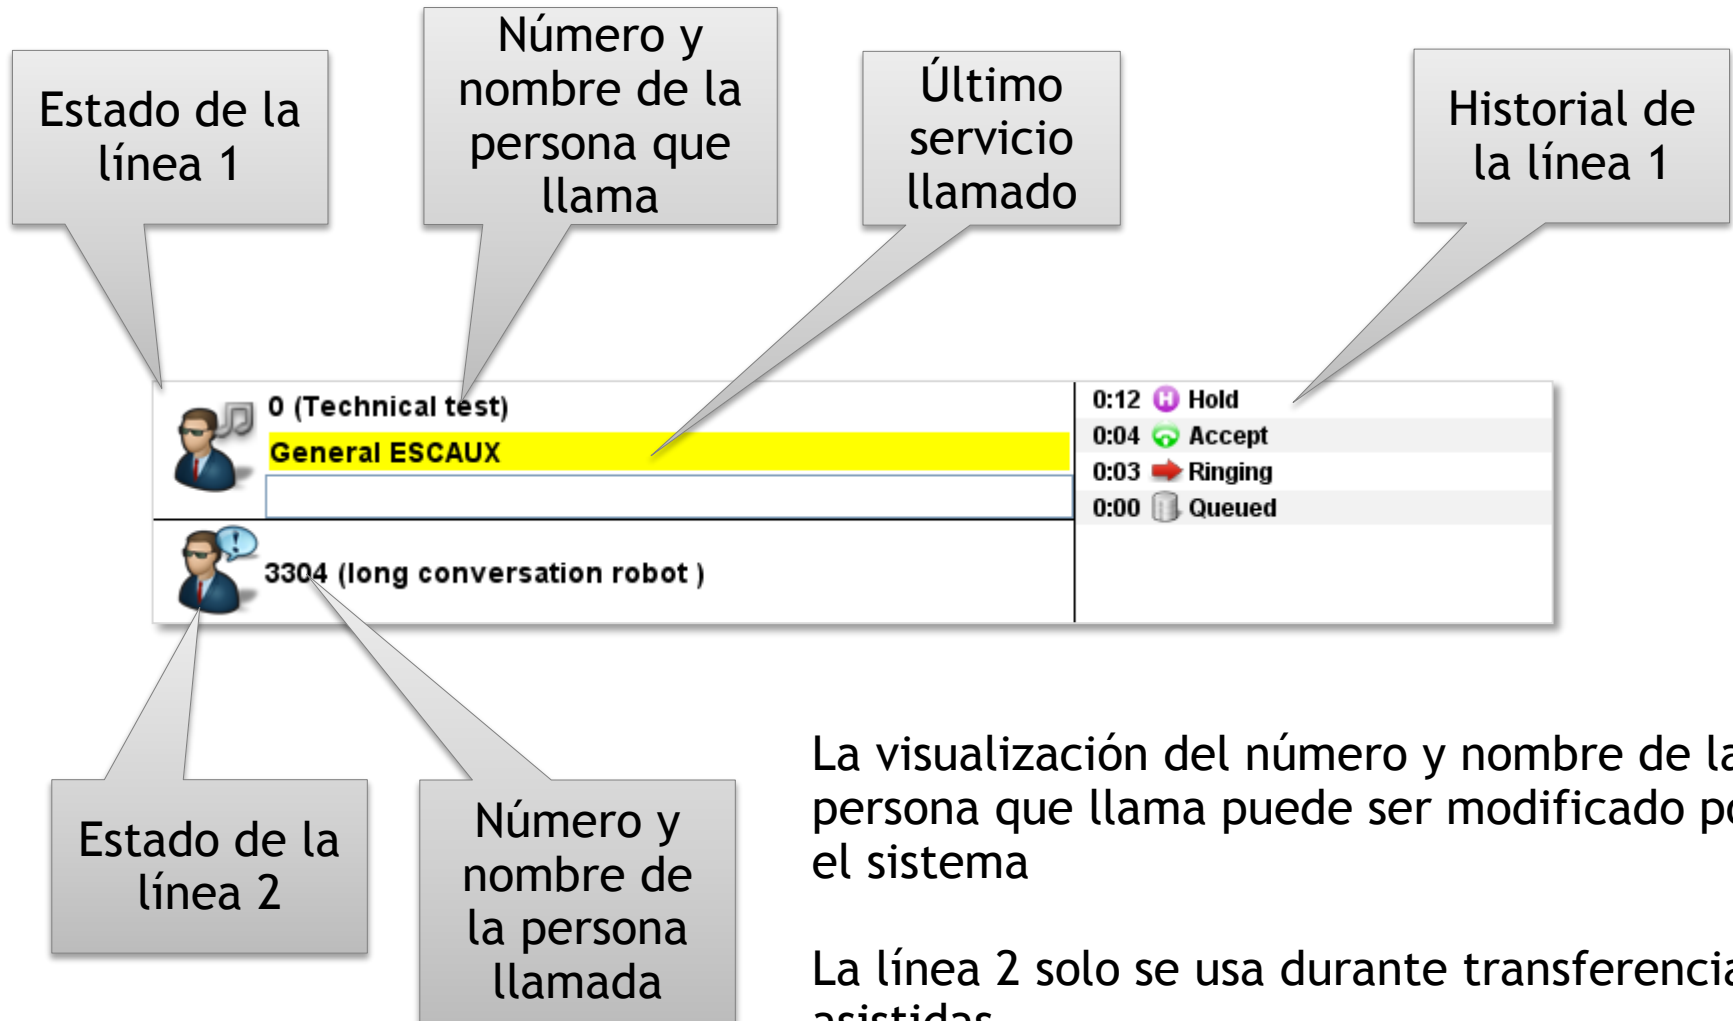 Estado de la
línea 1
Número y
nombre de la
persona que
llama
Último
servicio
llamado
Historial de
la línea 1
0 (Technical test)
General ESCAUX
3304 (long conversation robot )
0:12 H Hold
0:04 Accept
0:03 Ringing
0:00 Queued
Estado de la
línea 2
Número y
nombre de
la persona
llamada
La visualización del número y nombre de la
persona que llama puede ser modificado po
el sistema
La línea 2 solo se usa durante transferencia
asistidas